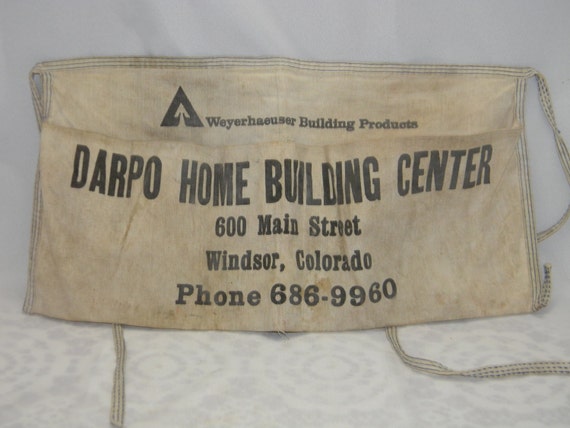 Weyerhaeuser Building Products
DARPO HOME BUILDING CENTER
600 Main Street
Windsor, Colorado
Phone 686-9960